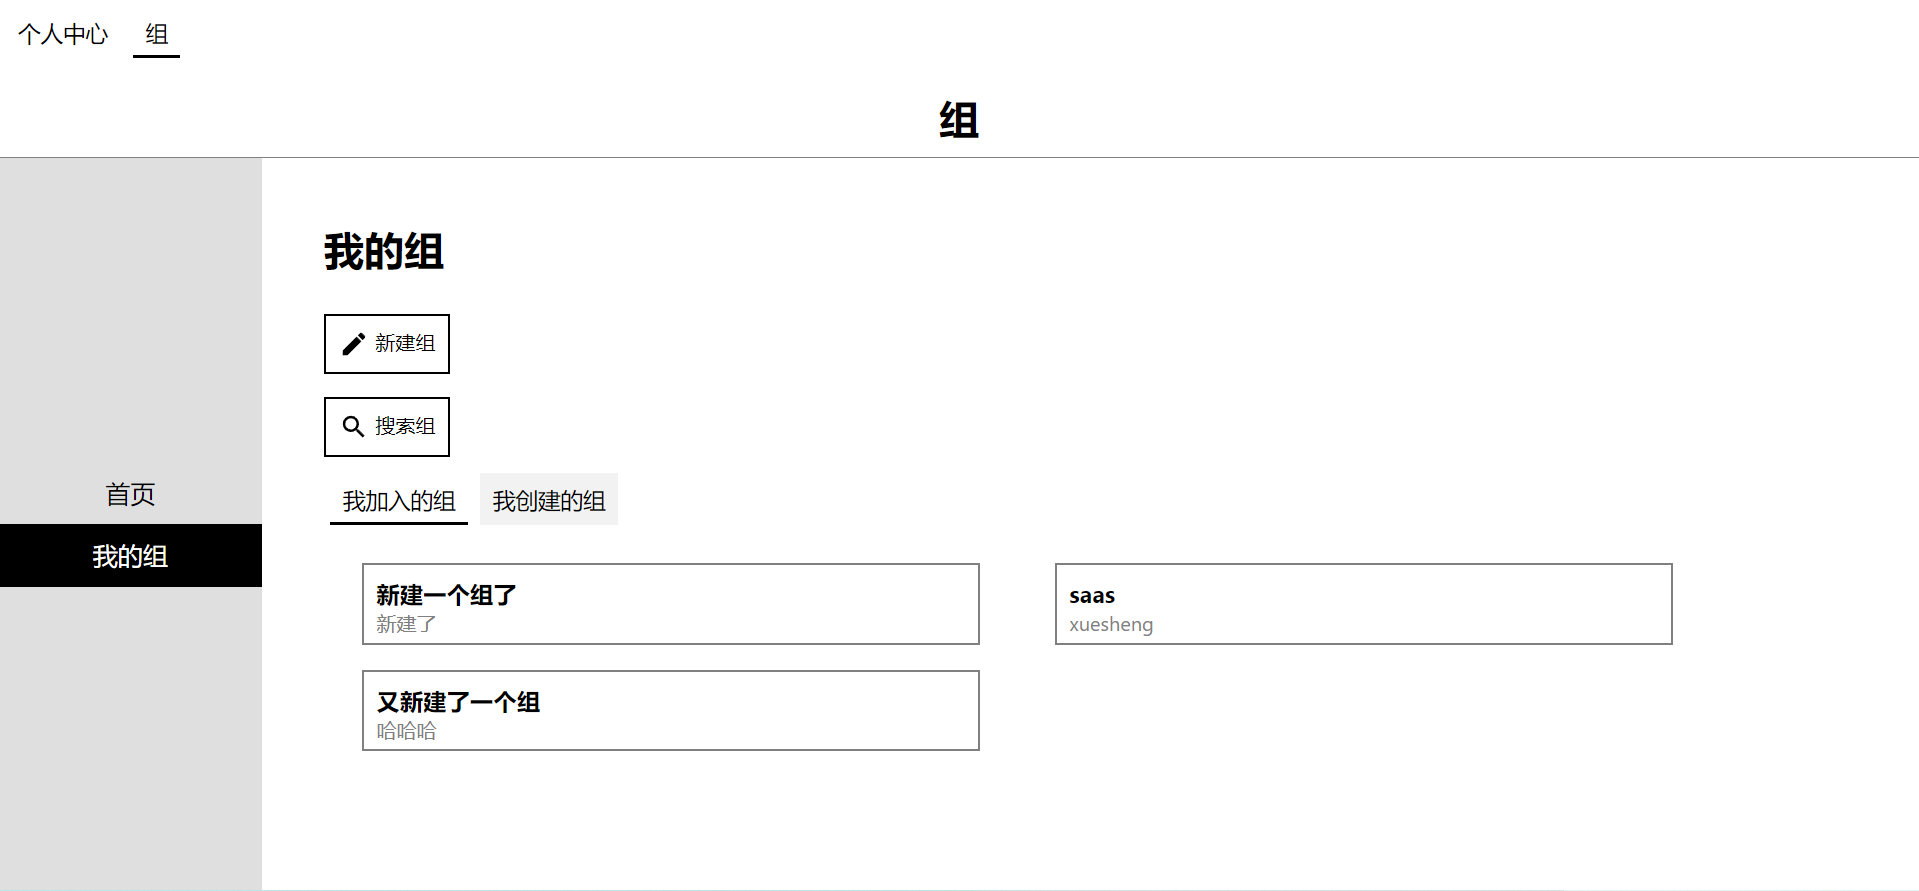 个人中心 组
组
我的组
新建组
搜索组
首页
我的组
我加入的组 我创建的组
新建一个组了
新建了
saas
xuesheng
又新建了一个组
哈哈哈